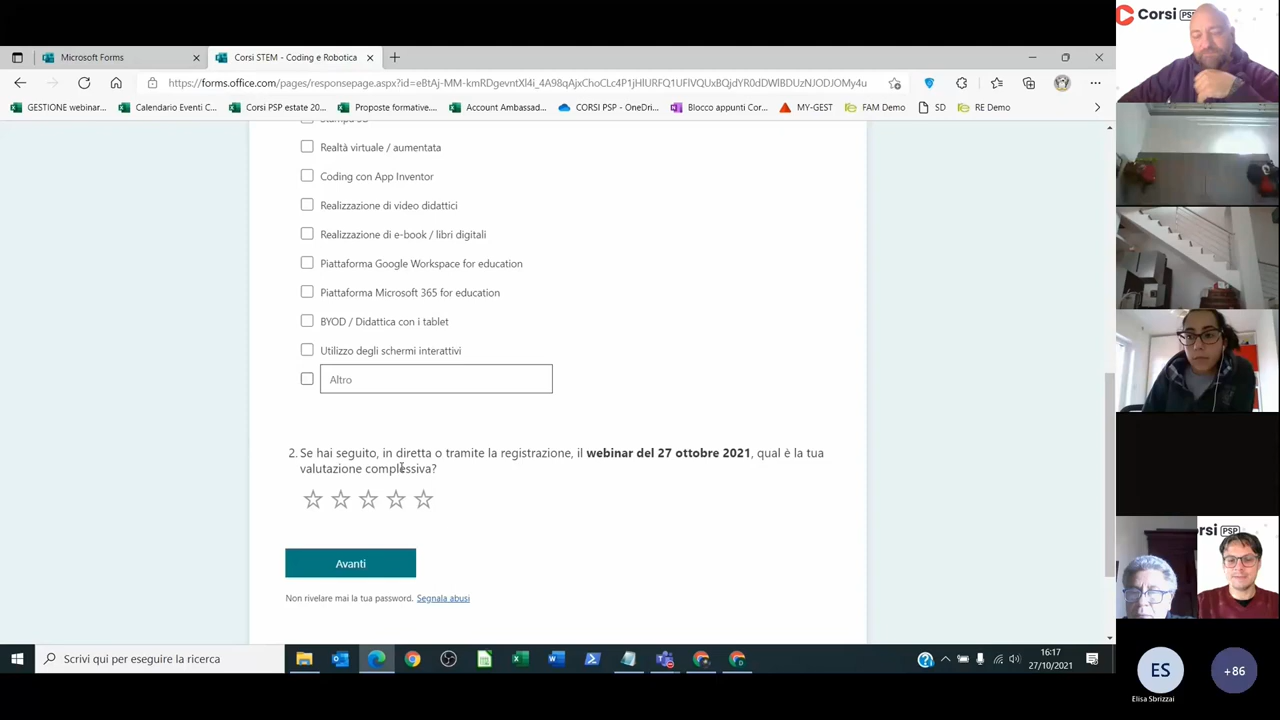 Microsoft Forms
Corsi STEM - Coding e Robotica
https://forms.office.com/pages/responsepage.aspx?id=
GESTIONE webinar...
Calendario Eventi C...
Corsi PSP estate 20...
Proposte formative...
Account Ambassad...
CORSI PSP - OneDri...
Blocco appunti Cor...
MY-GEST
FAM Demo
SD
RE Demo
Realtà virtuale / aumentata
Coding con App Inventor
Realizzazione di video didattici
Realizzazione di e-book / libri digitali
Piattaforma Google Workspace for education
Piattaforma Microsoft 365 for education
BYOD / Didattica con i tablet
Utilizzo degli schermi interattivi
Altro
2. Se hai seguito, in diretta o tramite la registrazione, il webinar del 27 ottobre 2021, qual è la tua
valutazione complessiva?
Avanti
Non rivelare mai la tua password. Segnala abusi
Scrivi qui per eseguire la ricerca
16:17
27/10/2021
Corsi PSP
rsi PSP
ES
+86
Elisa Sbrizzai